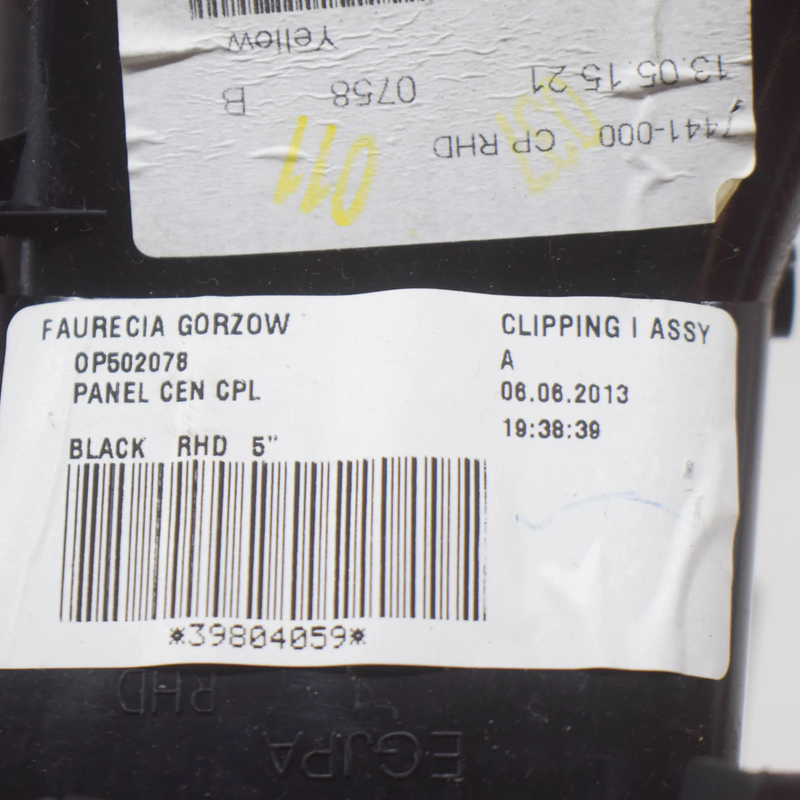 7441-000 CP RHD
13.05.15 21 0758 B
Yellow
011
FAURECIA GORZOW
OP502078
PANEL CEN CPL
BLACK RHD 5"
*39804059*
CLIPPING I ASSY
A
06.06.2013
19:38:39
EGJPA
RHD